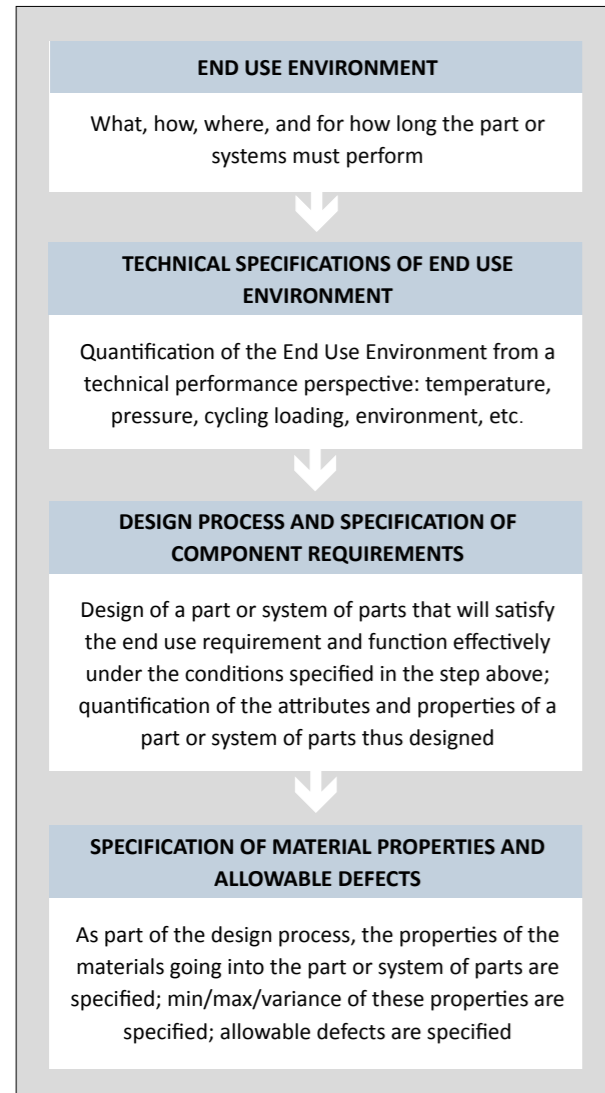 END USE ENVIRONMENT
What, how, where, and for how long the part or
systems must perform
TECHNICAL SPECIFICATIONS OF END USE
ENVIRONMENT
Quantification of the End Use Environment from a
technical performance perspective: temperature,
pressure, cycling loading, environment, etc.
DESIGN PROCESS AND SPECIFICATION OF
COMPONENT REQUIREMENTS
Design of a part or system of parts that will satisfy
the end use requirement and function effectively
under the conditions specified in the step above;
quantification of the attributes and properties of a
part or system of parts thus designed
SPECIFICATION OF MATERIAL PROPERTIES AND
ALLOWABLE DEFECTS
As part of the design process, the properties of the
materials going into the part or system of parts are
specified; min/max/variance of these properties are
specified; allowable defects are specified